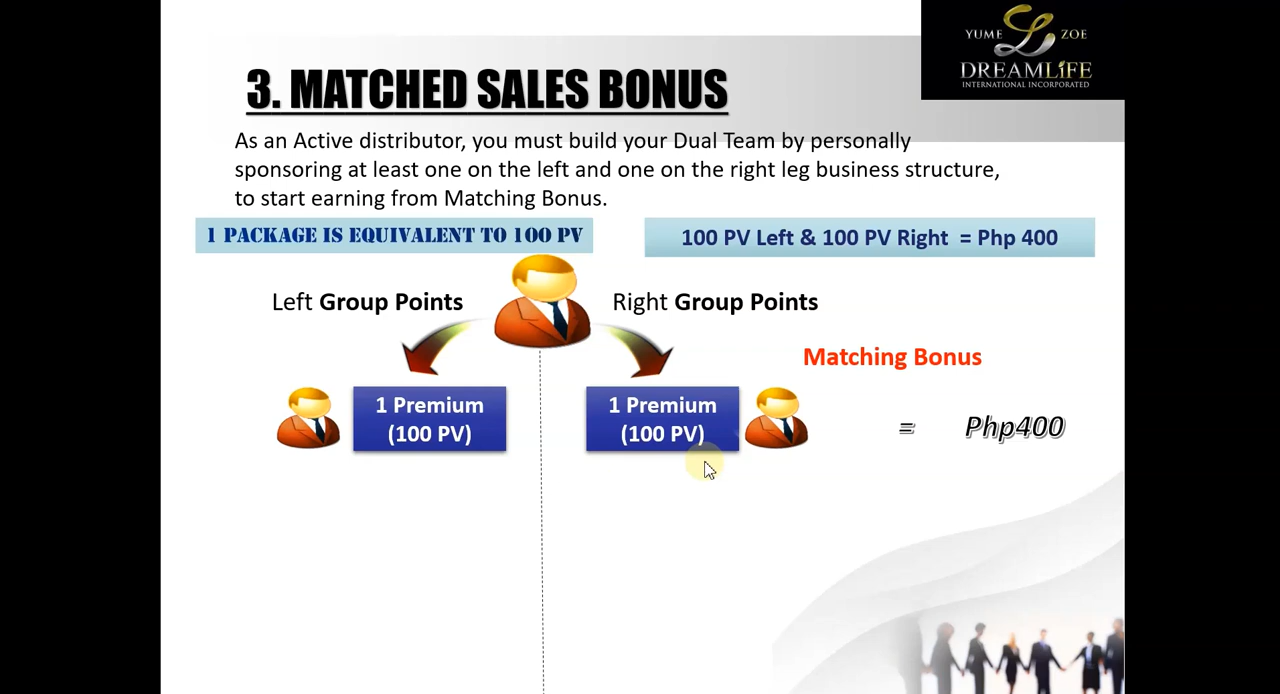 YUME ZOE
DREAMLIFE
INTERNATIONAL INCORPORATED
3. MATCHED SALES BONUS
As an Active distributor, you must build your Dual Team by personally
sponsoring at least one on the left and one on the right leg business structure,
to start earning from Matching Bonus.
1 PACKAGE IS EQUIVALENT TO 100 PV
100 PV Left & 100 PV Right = Php 400
Left Group Points
Right Group Points
Matching Bonus
1 Premium
(100 PV)
1 Premium
(100 PV)
= Php400